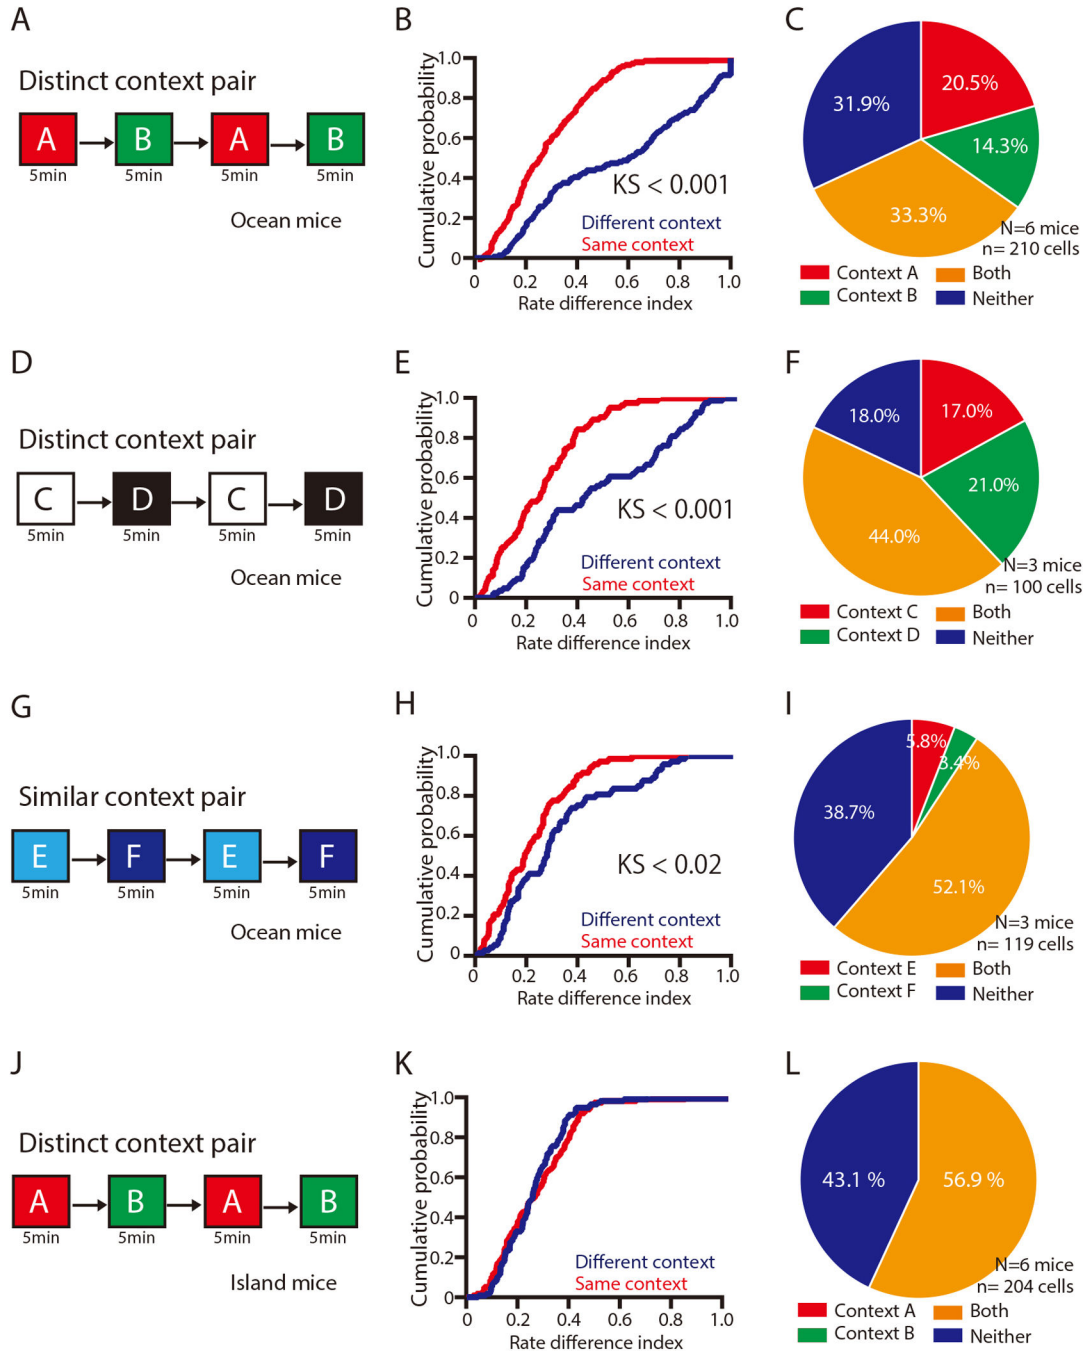 A
Distinct context pair
A B A B
5min 5min 5min 5min
Ocean mice
B
Cumulative probability
1.0
0.8
0.6
0.4
0.2
0
KS < 0.001
Different context
Same context
0 0.2 0.4 0.6 0.8 1.0
Rate difference index
C
31.9%
20.5%
14.3%
33.3%
N=6 mice
n= 210 cells
Context A Both
Context B Neither
D
Distinct context pair
C D C D
5min 5min 5min 5min
Ocean mice
E
Cumulative probability
1.0
0.8
0.6
0.4
0.2
0
KS < 0.001
Different context
Same context
0 0.2 0.4 0.6 0.8 1.0
Rate difference index
F
18.0%
17.0%
21.0%
44.0%
N=3 mice
n= 100 cells
Context C Both
Context D Neither
G
Similar context pair
E F E F
5min 5min 5min 5min
Ocean mice
H
Cumulative probability
1.0
0.8
0.6
0.4
0.2
0
KS < 0.02
Different context
Same context
0 0.2 0.4 0.6 0.8 1.0
Rate difference index
I
5.8%
3.4%
38.7%
52.1%
N=3 mice
n= 119 cells
Context E Both
Context F Neither
J
Distinct context pair
A B A B
5min 5min 5min 5min
Island mice
K
Cumulative probability
1.0
0.8
0.6
0.4
0.2
0
Different context
Same context
0 0.2 0.4 0.6 0.8 1.0
Rate difference index
L
43.1 %
56.9 %
N=6 mice
n= 204 cells
Context A Both
Context B Neither